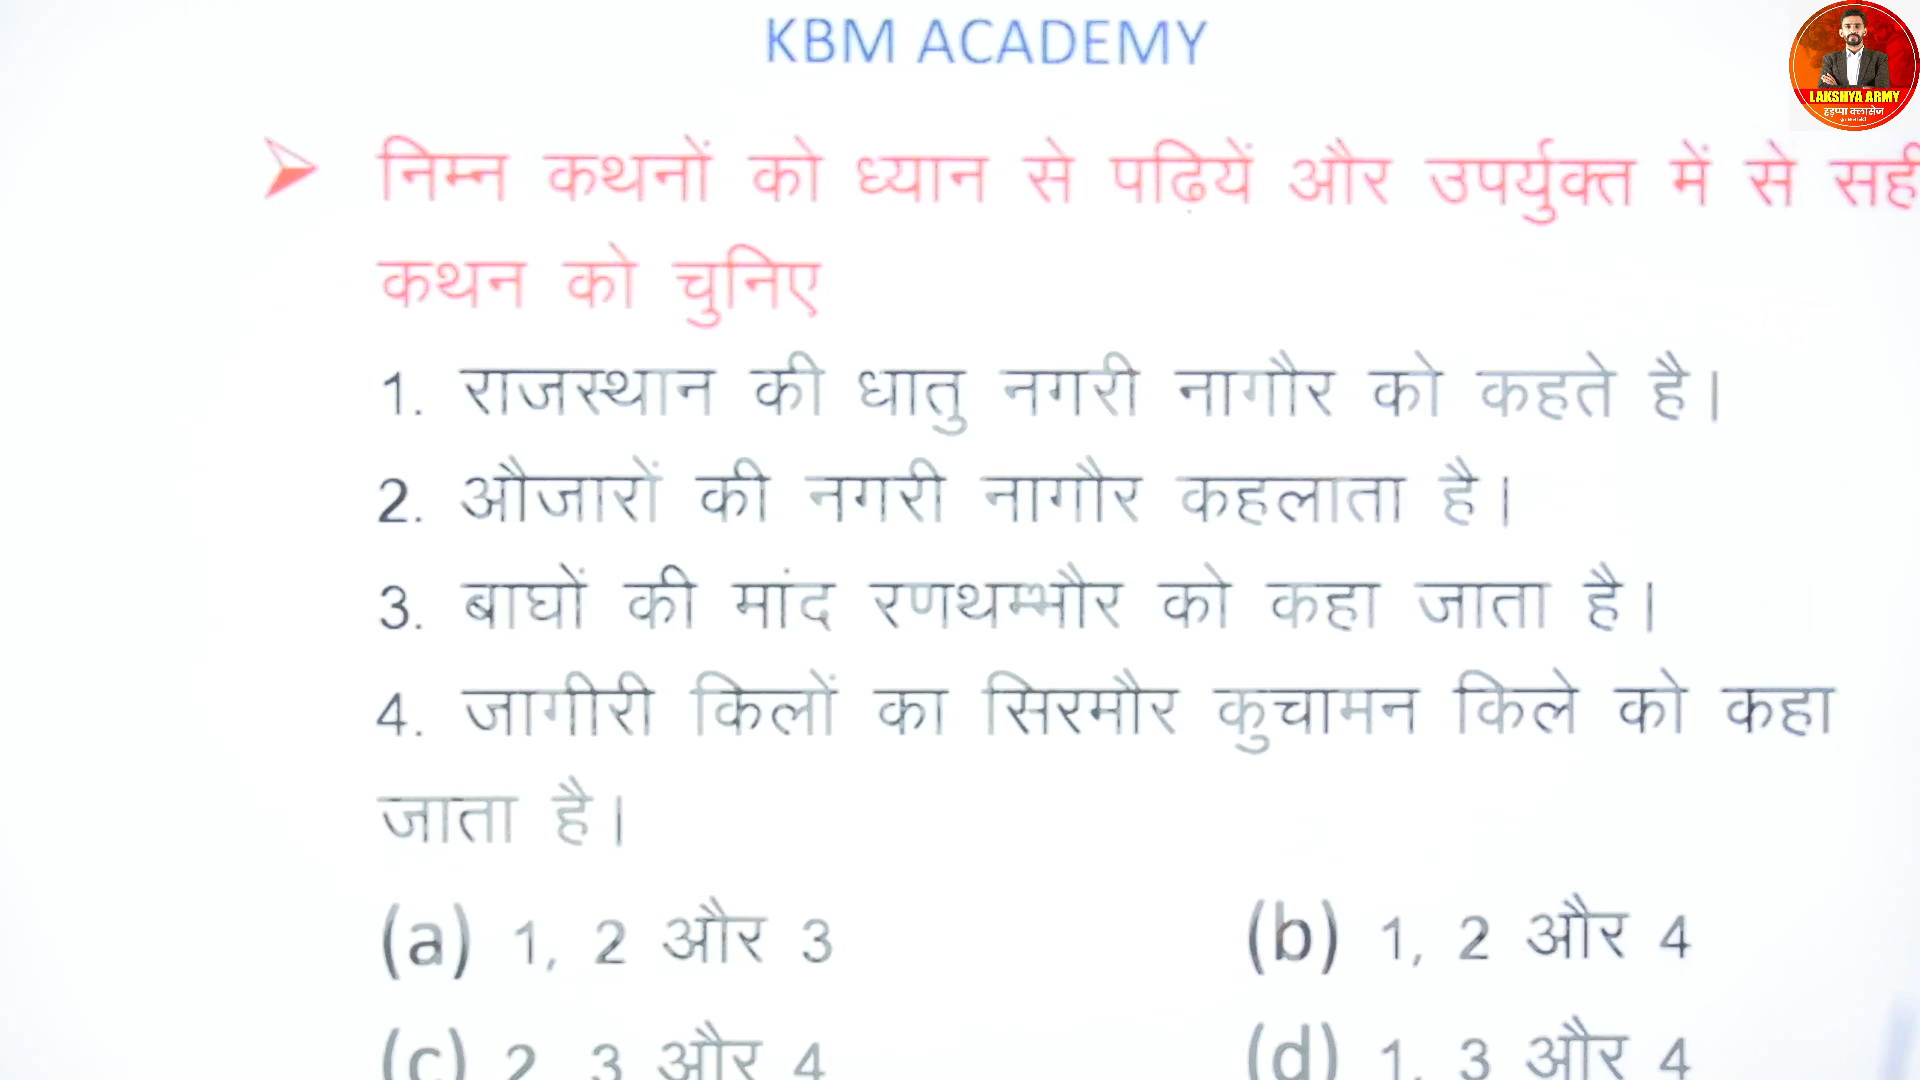 KBM ACADEMY
LAKSHYA ARMY
हड़प्पा क्लासेज
➢ निम्न कथनों को ध्यान से पढ़ियें और उपर्युक्त में से सही
कथन को चुनिए
1. राजस्थान की धातु नगरी नागौर को कहते है।
2. औजारों की नगरी नागौर कहलाता है।
3. बाघों की मांद रणथम्भौर को कहा जाता है।
4. जागीरी किलों का सिरमौर कुचामन किले को कहा
जाता है।
(a) 1, 2 और 3 (b) 1, 2 और 4
(c) 2 3 और 4 (d) 1, 3 और 4